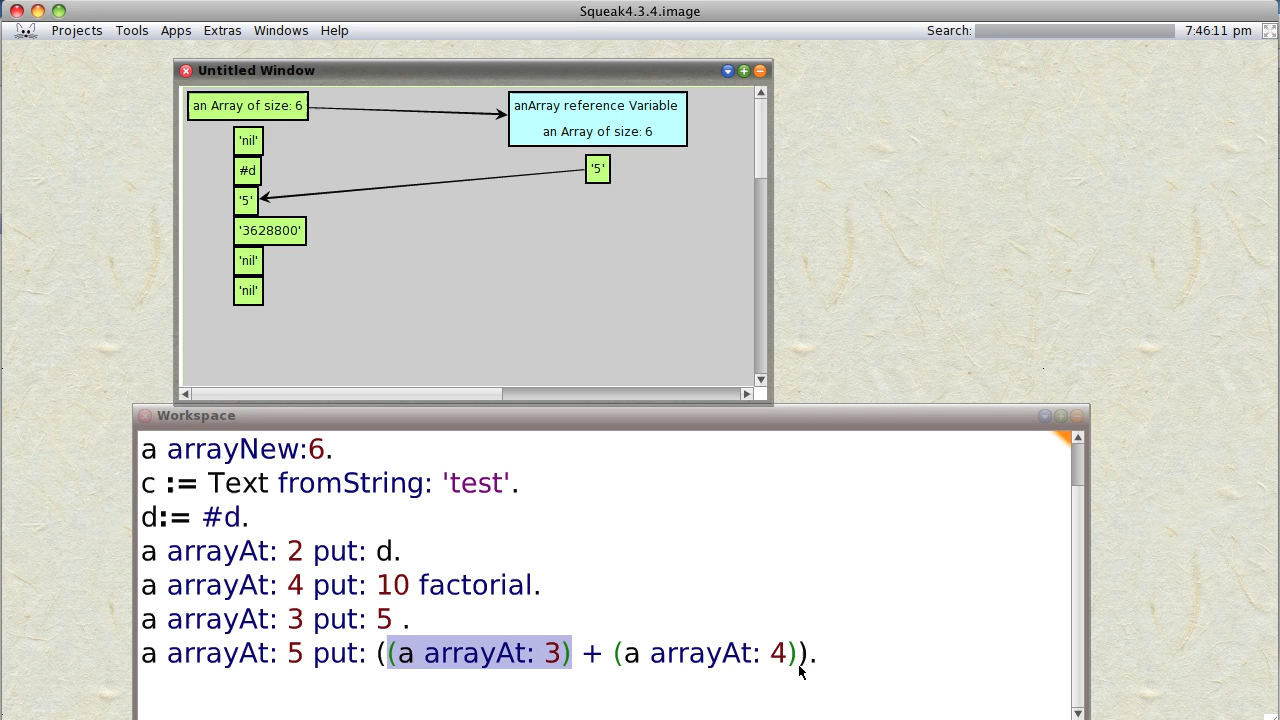 Squeak4.3.4.image
Projects Tools Apps Extras Windows Help Search: 7:46:11 pm
Untitled Window
an Array of size: 6
anArray reference Variable
an Array of size: 6
'nil'
#d
'5'
'5'
'3628800'
'nil'
'nil'
Workspace
a arrayNew:6.
c := Text fromString: 'test'.
d:= #d.
a arrayAt: 2 put: d.
a arrayAt: 4 put: 10 factorial.
a arrayAt: 3 put: 5 .
a arrayAt: 5 put: ((a arrayAt: 3) + (a arrayAt: 4)).